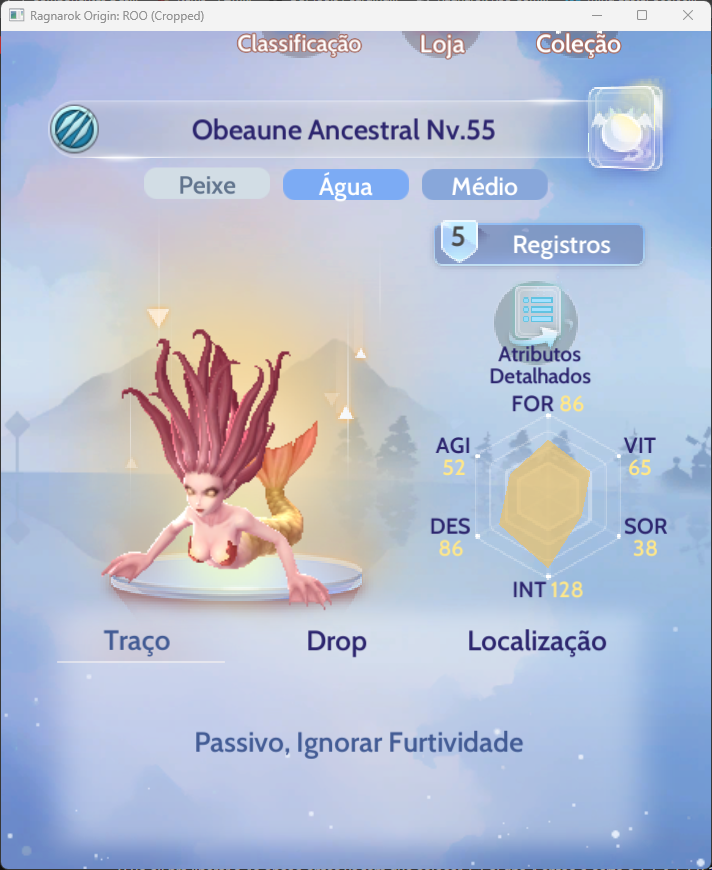 Ragnarok Origin: ROO (Cropped)
Classificação
Loja
Coleção
Obeaune Ancestral Nv.55
Peixe
Água
Médio
5
Registros
Atributos
Detalhados
FOR 86
AGI
52
VIT
65
DES
86
SOR
38
INT 128
Traço
Drop
Localização
Passivo, Ignorar Furtividade